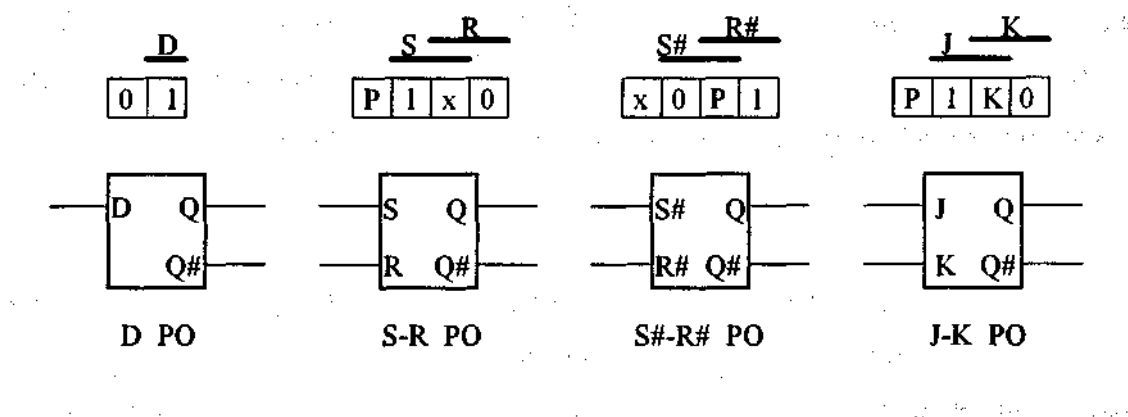 D S R S# R# J K
0 1 P 1 x 0 x 0 P 1 P 1 K 0
D Q S Q S# Q J Q
Q# R Q# R# Q# K Q#
D PO S-R PO S#-R# PO J-K PO